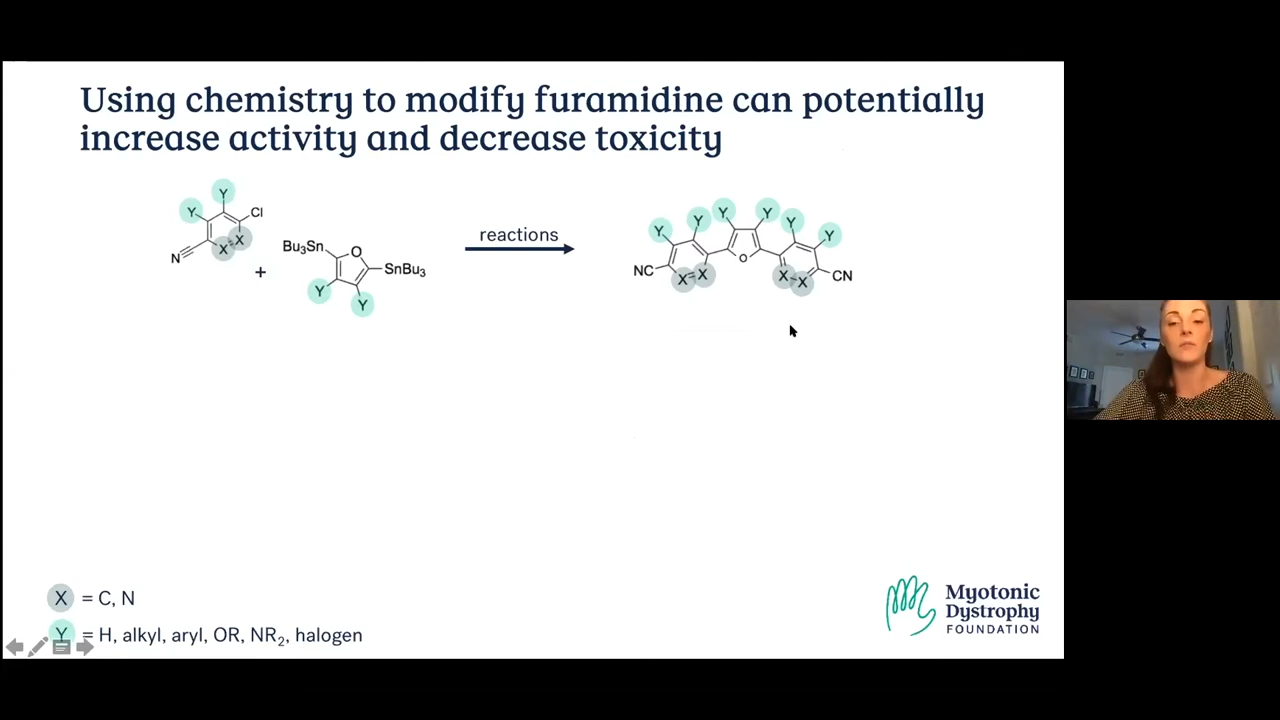 Using chemistry to modify furamidine can potentially
increase activity and decrease toxicity
Y
Y
Cl
X
X
N
+
Bu3Sn
O
SnBu3
Y
Y
reactions
Y
Y
Y
Y
Y
Y
NC
X
X
O
X
X
CN
X = C, N
Y = H, alkyl, aryl, OR, NR₂, halogen
Myotonic
Dystrophy
FOUNDATION